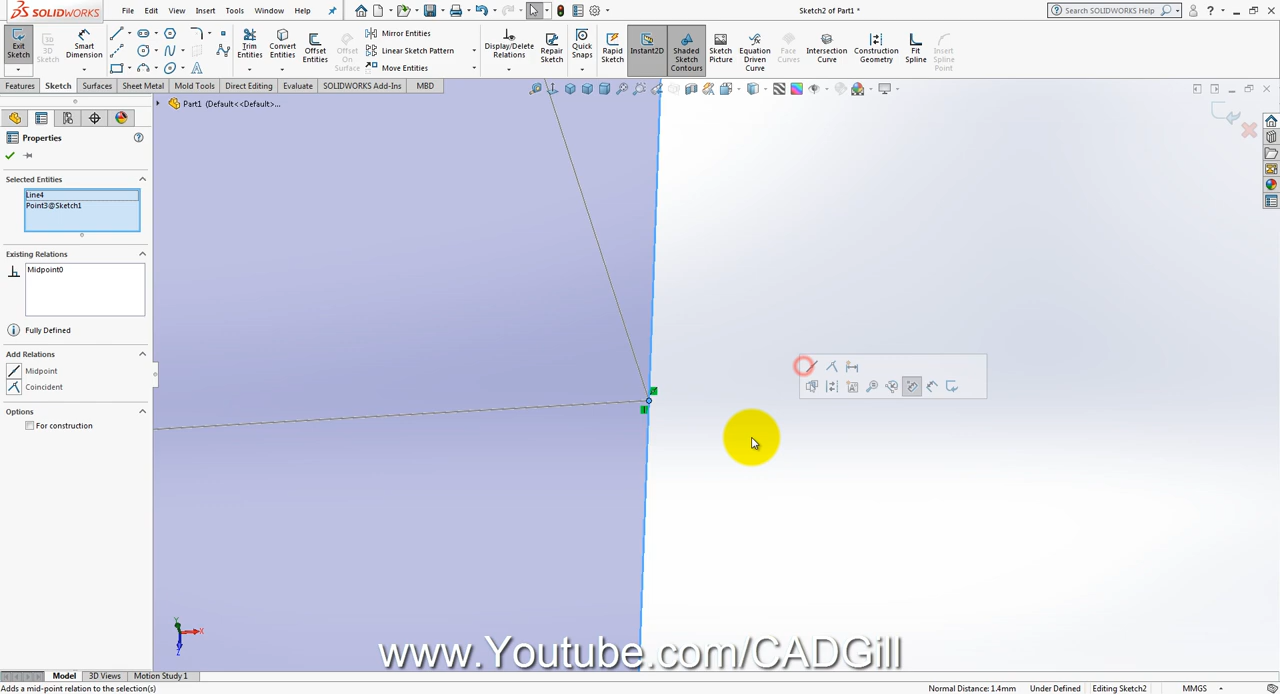 SOLIDWORKS File Edit View Insert Tools Window Help Sketch2 of Part1 * Search SOLIDWORKS Help
Exit Sketch 3D Sketch Smart Dimension Trim Entities Convert Entities Offset Entities Offset On Surface Mirror Entities Linear Sketch Pattern Move Entities Display/Delete Relations Repair Sketch Quick Snaps Rapid Sketch Instant2D Shaded Sketch Contours Sketch Picture Equation Driven Curve Face Curves Intersection Curve Construction Geometry Fit Spline Insert Spline Point
Features Sketch Surfaces Sheet Metal Mold Tools Direct Editing Evaluate SOLIDWORKS Add-Ins MBD
Part1 (Default<<Default>...
Properties
Selected Entities
Line4
Point3@Sketch1
Existing Relations
Midpoint0
Fully Defined
Add Relations
Midpoint
Coincident
Options
For construction
Y
X
Z
www.Youtube.com/CADGill
Model 3D Views Motion Study 1
Adds a mid-point relation to the selection(s) Normal Distance: 1.4mm Under Defined Editing Sketch2 MMGS